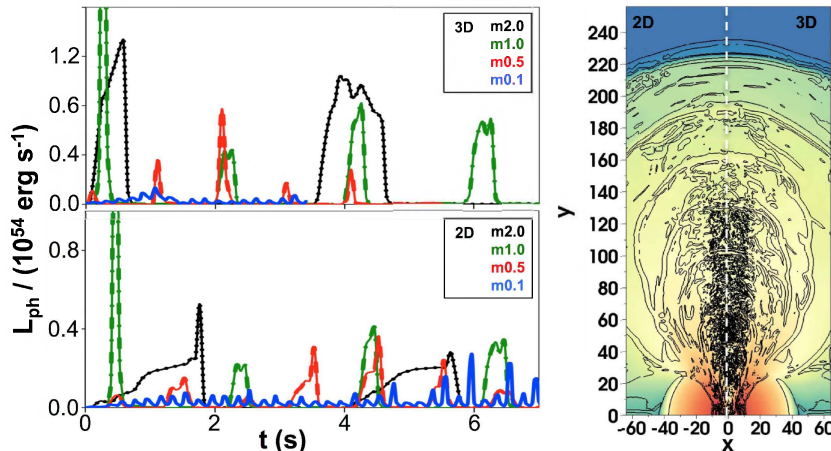 3D
m2.0
m1.0
m0.5
m0.1
1.2
0.6
0.4
0.0
2D
m2.0
m1.0
m0.5
m0.1
0.8
0.4
0.0
L_ph / (10^54 erg s^-1)
0 2 4 6
t (s)
2D 3D
240
220
200
180
160
140
120
100
80
60
40
20
0
y
-60 -40 -20 0 20 40 60
x